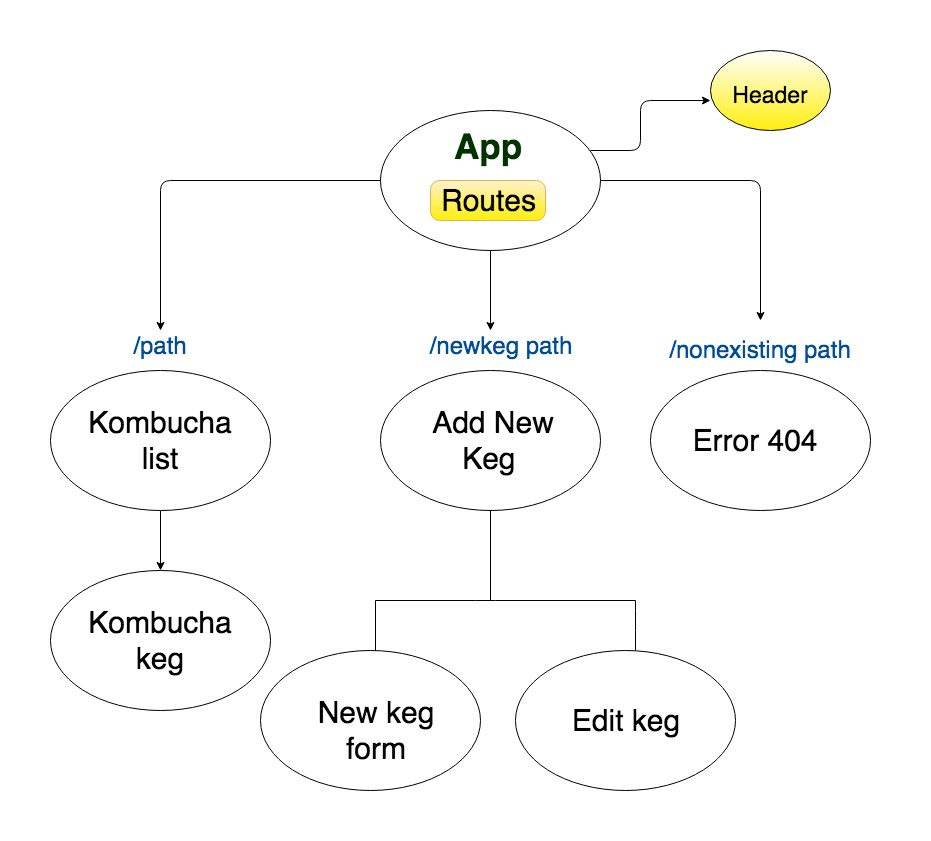 Header
App
Routes
/path
/newkeg path
/nonexisting path
Kombucha
list
Add New
Keg
Error 404
Kombucha
keg
New keg
form
Edit keg